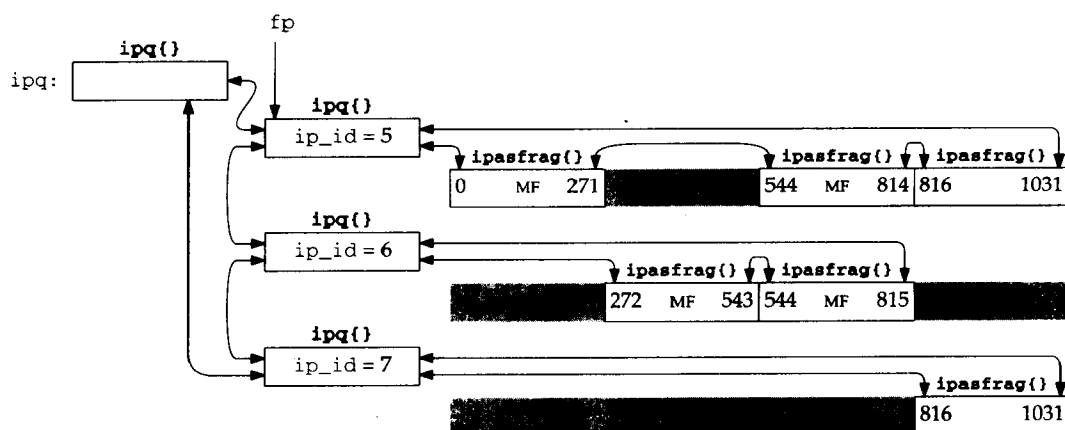 fp
ipq{}
ipq:
ipq{}
ip_id = 5
ipasfrag{} ipasfrag{} ipasfrag{}
0 MF 271 544 MF 814 816 1031
ipq{}
ip_id = 6
ipasfrag{} ipasfrag{}
272 MF 543 544 MF 815
ipq{}
ip_id = 7
ipasfrag{}
816 1031